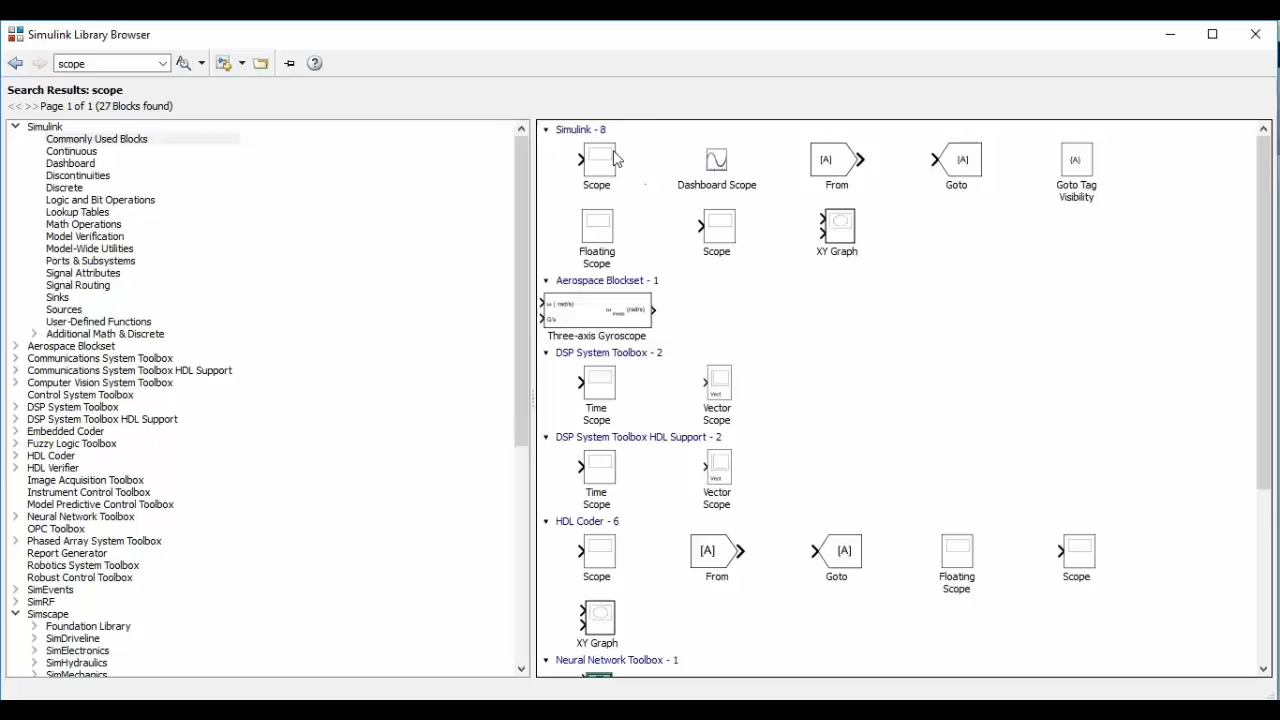 Simulink Library Browser
scope
Search Results: scope
<< >> Page 1 of 1 (27 Blocks found)
Simulink
Commonly Used Blocks
Continuous
Dashboard
Discontinuities
Discrete
Logic and Bit Operations
Lookup Tables
Math Operations
Model Verification
Model-Wide Utilities
Ports & Subsystems
Signal Attributes
Signal Routing
Sinks
Sources
User-Defined Functions
Additional Math & Discrete
Aerospace Blockset
Communications System Toolbox
Communications System Toolbox HDL Support
Computer Vision System Toolbox
Control System Toolbox
DSP System Toolbox
DSP System Toolbox HDL Support
Embedded Coder
Fuzzy Logic Toolbox
HDL Coder
HDL Verifier
Image Acquisition Toolbox
Instrument Control Toolbox
Model Predictive Control Toolbox
Neural Network Toolbox
OPC Toolbox
Phased Array System Toolbox
Report Generator
Robotics System Toolbox
Robust Control Toolbox
SimEvents
SimRF
Simscape
Foundation Library
SimDriveline
SimElectronics
SimHydraulics
SimMechanics
Simulink - 8
[A] [A] {A}
Scope Dashboard Scope From Goto Goto Tag
Visibility
Floating Scope XY Graph
Scope
Aerospace Blockset - 1
ω ( rad/s) ω meas (rad/s)
G's
Three-axis Gyroscope
DSP System Toolbox - 2
Vect
Time Vector
Scope Scope
DSP System Toolbox HDL Support - 2
Vect
Time Vector
Scope Scope
HDL Coder - 6
[A] [A]
Scope From Goto Floating Scope
Scope
XY Graph
Neural Network Toolbox - 1